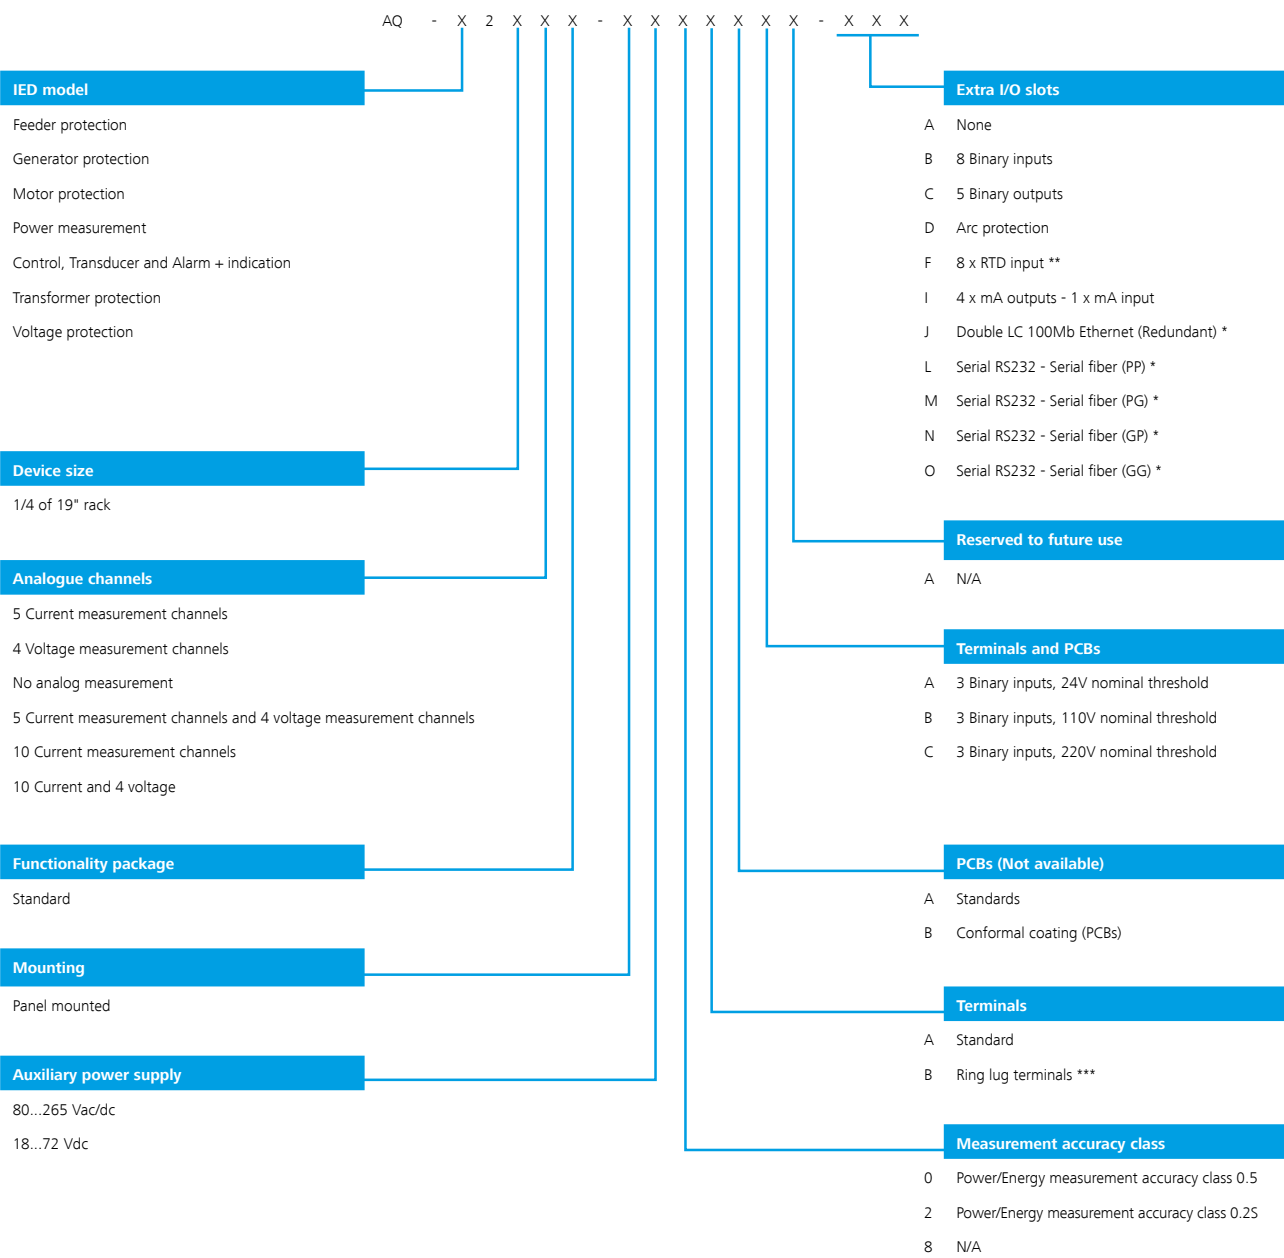 AQ - X 2 X X X - X X X X X X X - X X X
IED model
Feeder protection
Generator protection
Motor protection
Power measurement
Control, Transducer and Alarm + indication
Transformer protection
Voltage protection
Device size
1/4 of 19" rack
Analogue channels
5 Current measurement channels
4 Voltage measurement channels
No analog measurement
5 Current measurement channels and 4 voltage measurement channels
10 Current measurement channels
10 Current and 4 voltage
Functionality package
Standard
Mounting
Panel mounted
Auxiliary power supply
80...265 Vac/dc
18...72 Vdc
Extra I/O slots
A None
B 8 Binary inputs
C 5 Binary outputs
D Arc protection
F 8 x RTD input **
I 4 x mA outputs - 1 x mA input
J Double LC 100Mb Ethernet (Redundant) *
L Serial RS232 - Serial fiber (PP) *
M Serial RS232 - Serial fiber (PG) *
N Serial RS232 - Serial fiber (GP) *
O Serial RS232 - Serial fiber (GG) *
Reserved to future use
A N/A
Terminals and PCBs
A 3 Binary inputs, 24V nominal threshold
B 3 Binary inputs, 110V nominal threshold
C 3 Binary inputs, 220V nominal threshold
PCBs (Not available)
A Standards
B Conformal coating (PCBs)
Terminals
A Standard
B Ring lug terminals ***
Measurement accuracy class
0 Power/Energy measurement accuracy class 0.5
2 Power/Energy measurement accuracy class 0.2S
8 N/A